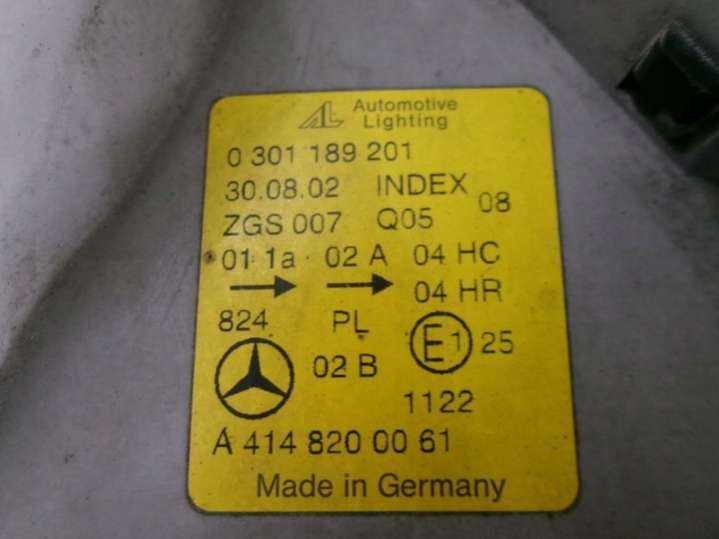 AL Automotive
Lighting
0 301 189 201
30.08.02 INDEX 08
ZGS 007 Q05
01 1a 02 A 04 HC
04 HR
824 PL
E1 25
02 B
1122
A 414 820 00 61
Made in Germany